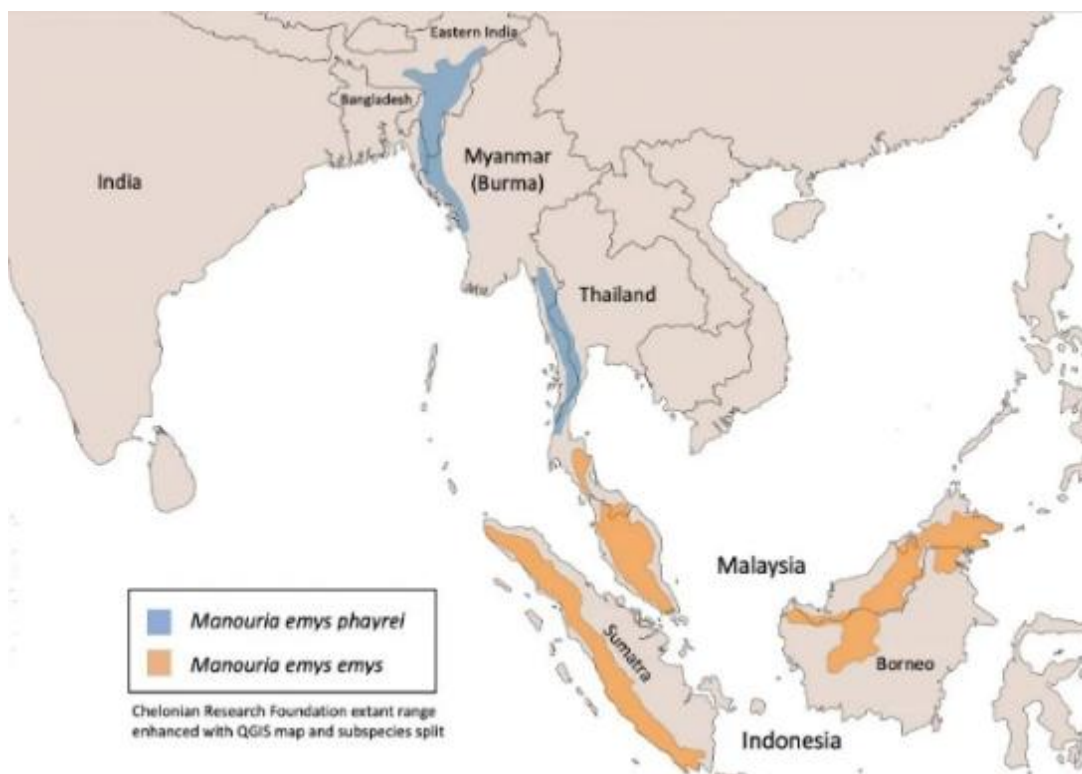 Eastern India
Bangladesh
India
Myanmar
(Burma)
Thailand
Malaysia
Sumatra
Borneo
Indonesia
Manouria emys phayrei
Manouria emys emys
Chelonian Research Foundation extant range
enhanced with QGIS map and subspecies split